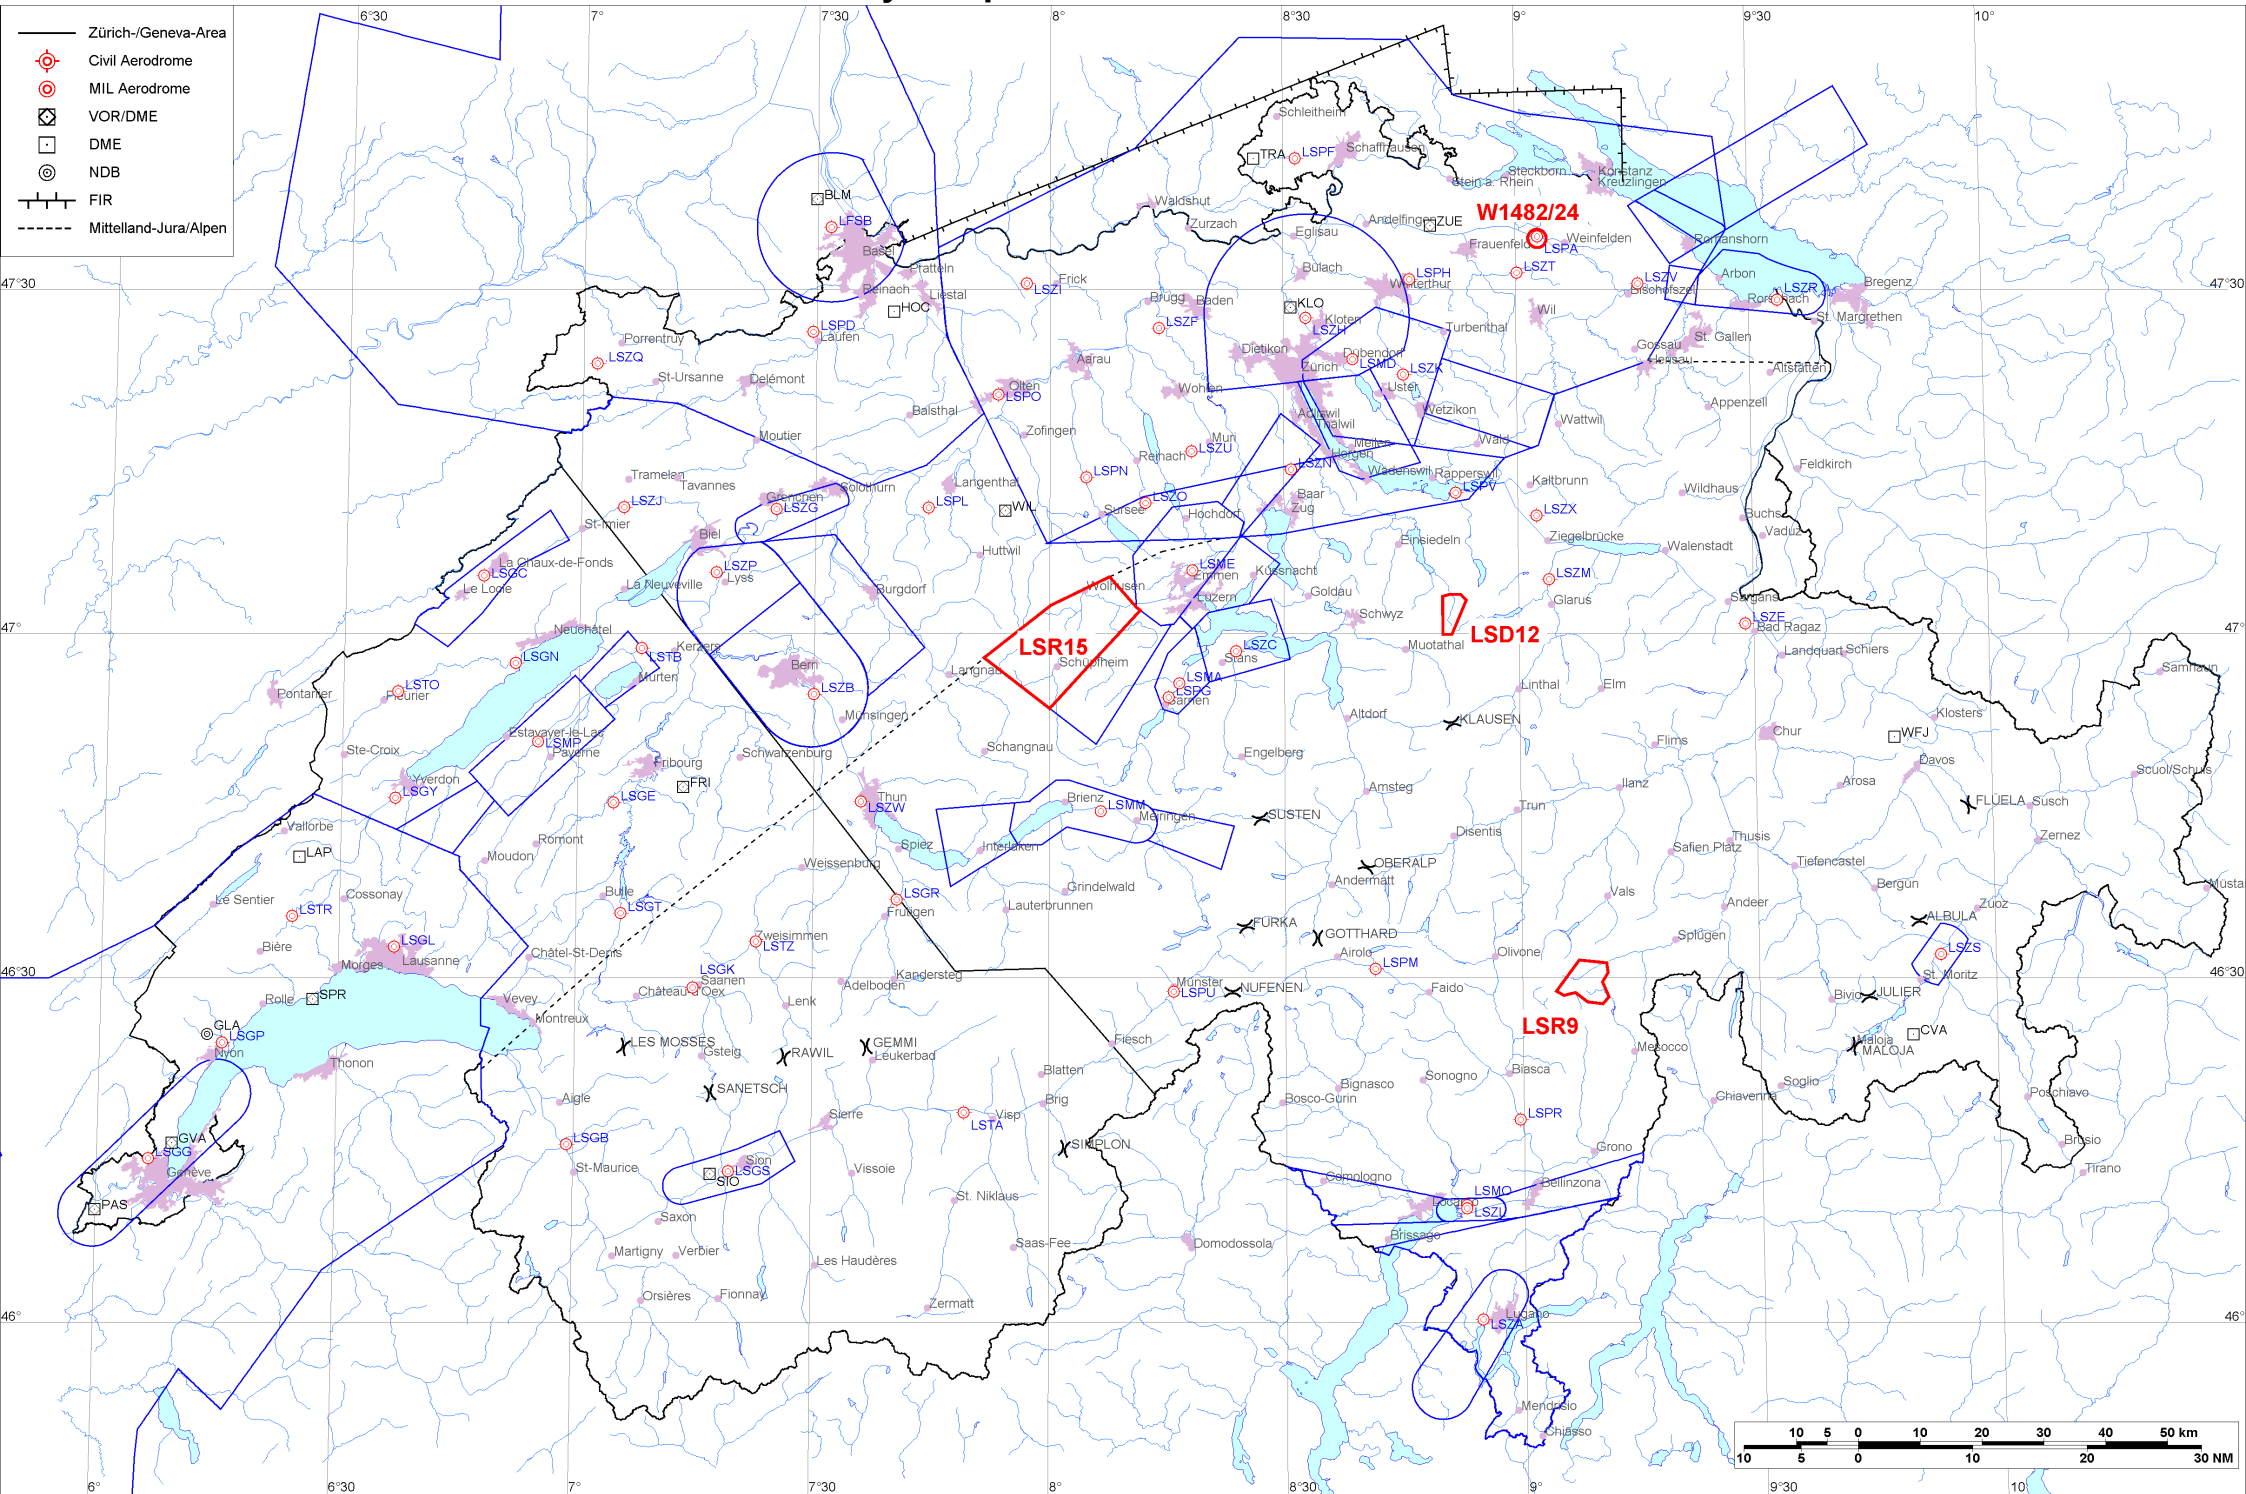 6°30
7°
7°30
8°
8°30
9°
9°30
10°
Zürich-/Geneva-Area
Civil Aerodrome
MIL Aerodrome
VOR/DME
DME
NDB
FIR
Mittelland-Jura/Alpen
Schleitheim
TRA
LSPF
Schaffhausen
Steckborn
Stein a. Rhein
Konstanz
Kreuzlingen
BLM
LFSB
Basel
Waldshut
Zurzach
Eglisau
Andelfingen
ZUE
W1482/24
LSPA
Weinfelden
Frauenfeld
Romanshorn
Pratteln
Reinach
Liestal
HOC
LSZI
Frick
Bülach
LSPH
Winterthur
LSZT
LSZV
Bischofszell
Arbon
LSZR
Rorschach
Bregenz
St. Margrethen
47°30
47°30
LSPD
Laufen
Brugg
Baden
LSZF
KLO
Kloten
LSZH
Turbenthal
Wil
St. Gallen
Gossau
Herisau
Altstätten
Porrentruy
LSZQ
St-Ursanne
Delémont
Aarau
Dietikon
Zürich
Dübendorf
LSMD
LSZK
Uster
Olten
LSPO
Wohlen
Wetzikon
Appenzell
Balsthal
Zofingen
Adliswil
Thalwil
Wattwil
Moutier
Muri
LSZU
Reinach
Meilen
Horgen
Wald
Tramelan
Tavannes
LSPN
LSZN
Wädenswil
Rapperswil
LSPV
Kaltbrunn
Feldkirch
Wildhaus
Langenthal
Solothurn
Grenchen
LSZG
LSZJ
LSPL
WIL
LSZO
Sursee
Hochdorf
Baar
Zug
LSZX
Buchs
Vaduz
St-Imier
Biel
Huttwil
Einsiedeln
Ziegelbrücke
Walenstadt
La Chaux-de-Fonds
LSGC
Le Locle
LSZP
Lyss
La Neuveville
Burgdorf
Wolhusen
LSME
Emmen
Küssnacht
Luzern
Goldau
Schwyz
LSZM
Glarus
Sargans
LSZE
Bad Ragaz
47°
47°
Neuchâtel
LSGN
LSTB
Kerzers
Murten
Bern
LSZB
LSR15
Langnau
Schüpfheim
LSZC
Stans
LSMA
LSPG
Sarnen
LSD12
Muotathal
Landquart
Schiers
Samnaun
Pontarlier
LSTO
Fleurier
Münsingen
Linthal
Elm
Altdorf
KLAUSEN
Klosters
Ste-Croix
Estavayer-le-Lac
LSMP
Payerne
Schwarzenburg
Schangnau
Engelberg
Flims
Chur
WFJ
Davos
Yverdon
LSGY
Fribourg
FRI
LSGE
Thun
LSZW
Brienz
LSMM
Meiringen
SUSTEN
Amsteg
Trun
Ilanz
Arosa
FLÜELA
Susch
Scuol/Schuls
Vallorbe
LAP
Romont
Moudon
Spiez
Interlaken
Disentis
Safien Platz
Thusis
Zernez
Weissenburg
OBERALP
Andermatt
Tiefencastel
Le Sentier
Cossonay
LSTR
Bulle
LSGT
LSGR
Frutigen
Grindelwald
Lauterbrunnen
Vals
Andeer
Bergun
Zuoz
ALBULA
FURKA
GOTTHARD
Bière
LSGL
Lausanne
Morges
Châtel-St-Denis
Zweisimmen
LSTZ
Airolo
Olivone
Splügen
LSZS
St. Moritz
46°30
46°30
LSGK
Saanen
Château-d'Oex
Kandersteg
Adelboden
LSPM
Münster
LSPU
NUFENEN
Faido
Bivio
JULIER
Rolle
SPR
Vevey
Montreux
Lenk
LSR9
CVA
GLA
LSGP
Nyon
Thonon
LES MOSSES
Gsteig
RAWIL
GEMMI
Leukerbad
Fiesch
Mesocco
Maloja
MALOJA
SANETSCH
Blatten
Bignasco
Sonogno
Biasca
Soglio
Chiavenna
Poschiavo
Aigle
Sierre
LSTA
Visp
Brig
Bosco-Gurin
LSPR
GVA
LSGG
Genève
LSGB
St-Maurice
SIMPLON
Grono
Brusio
Tirano
Sion
LSGS
SIO
Vissoie
St. Niklaus
Comologno
LSMO
Bellinzona
Locarno
LSZL
PAS
Saxon
Martigny
Verbier
Saas-Fee
Domodossola
Brissago
Les Haudères
Orsières
Fionnay
Zermatt
46°
46°
Lugano
LSZA
Mendrisio
Chiasso
10 5 0 10 20 30 40 50 km
10 5 0 10 20 30 NM
6°
6°30
7°
7°30
8°
8°30
9°
9°30
10°